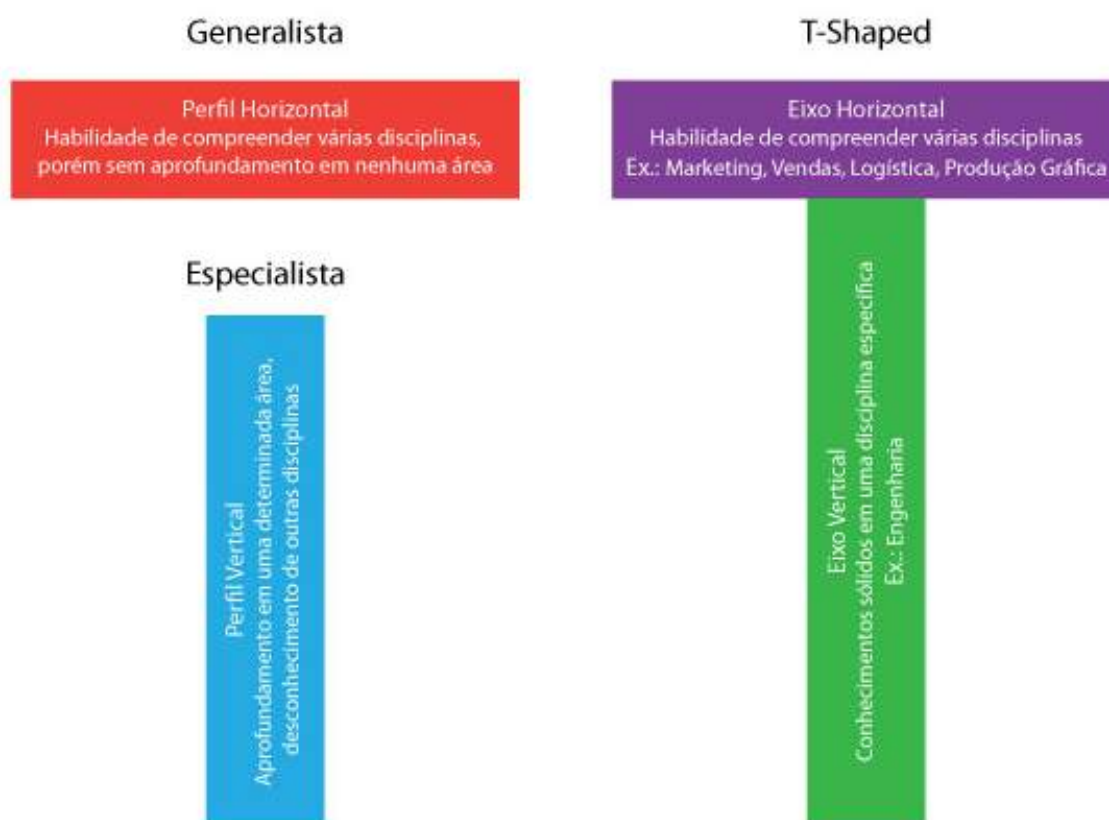 Generalista
Perfil Horizontal
Habilidade de compreender várias disciplinas,
porém sem aprofundamento em nenhuma área
Especialista
Perfil Vertical
Aprofundamento em uma determinada área,
desconhecimento de outras disciplinas
T-Shaped
Eixo Horizontal
Habilidade de compreender várias disciplinas
Ex.: Marketing, Vendas, Logística, Produção Gráfica
Eixo Vertical
Conhecimentos sólidos em uma disciplina específica
Ex.: Engenharia